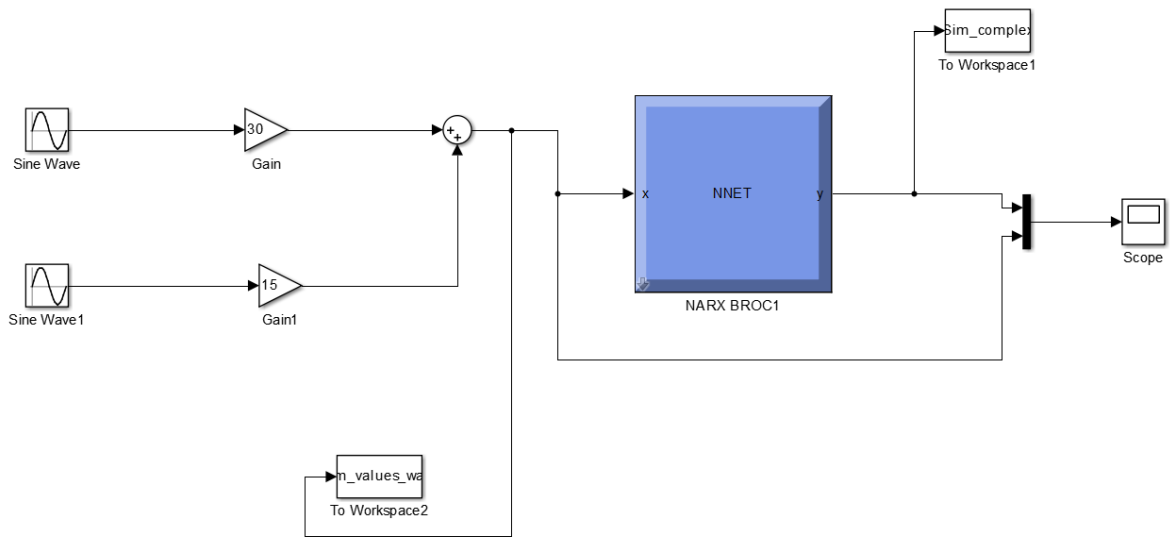 Sim_complex
To Workspace1
30
Sine Wave
Gain
x
NNET
y
Scope
15
Sine Wave1
Gain1
NARX BROC1
m_values_wa
To Workspace2